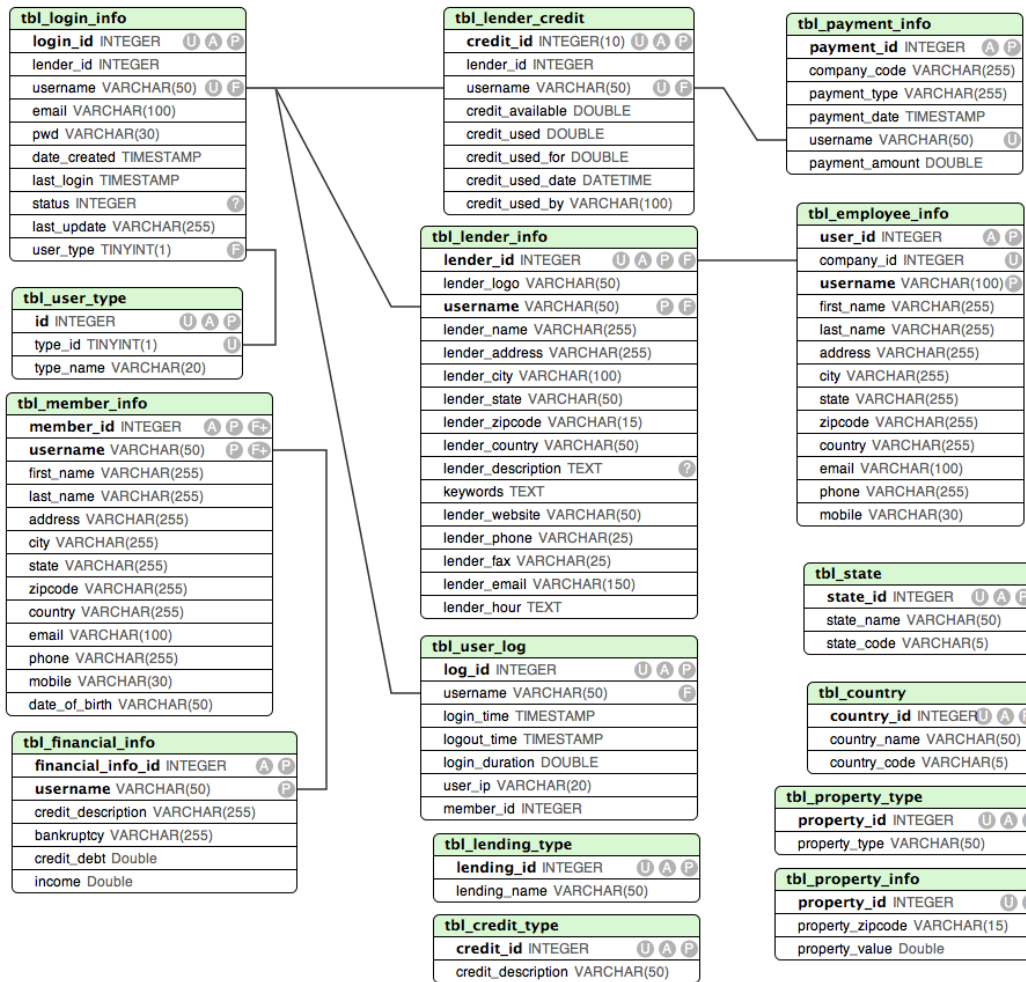 tbl_login_info
login_id INTEGER U A P
lender_id INTEGER
username VARCHAR(50) U F
email VARCHAR(100)
pwd VARCHAR(30)
date_created TIMESTAMP
last_login TIMESTAMP
status INTEGER ?
last_update VARCHAR(255)
user_type TINYINT(1) F
tbl_user_type
id INTEGER U A P
type_id TINYINT(1) U
type_name VARCHAR(20)
tbl_member_info
member_id INTEGER A P F+
username VARCHAR(50) P F+
first_name VARCHAR(255)
last_name VARCHAR(255)
address VARCHAR(255)
city VARCHAR(255)
state VARCHAR(255)
zipcode VARCHAR(255)
country VARCHAR(255)
email VARCHAR(100)
phone VARCHAR(255)
mobile VARCHAR(30)
date_of_birth VARCHAR(50)
tbl_financial_info
financial_info_id INTEGER A P
username VARCHAR(50) P
credit_description VARCHAR(255)
bankruptcy VARCHAR(255)
credit_debt Double
income Double
tbl_lender_credit
credit_id INTEGER(10) U A P
lender_id INTEGER
username VARCHAR(50) U F
credit_available DOUBLE
credit_used DOUBLE
credit_used_for DOUBLE
credit_used_date DATETIME
credit_used_by VARCHAR(100)
tbl_lender_info
lender_id INTEGER U A P F
lender_logo VARCHAR(50)
username VARCHAR(50) P F
lender_name VARCHAR(255)
lender_address VARCHAR(255)
lender_city VARCHAR(100)
lender_state VARCHAR(50)
lender_zipcode VARCHAR(15)
lender_country VARCHAR(50)
lender_description TEXT ?
keywords TEXT
lender_website VARCHAR(50)
lender_phone VARCHAR(25)
lender_fax VARCHAR(25)
lender_email VARCHAR(150)
lender_hour TEXT
tbl_user_log
log_id INTEGER U A P
username VARCHAR(50) F
login_time TIMESTAMP
logout_time TIMESTAMP
login_duration DOUBLE
user_ip VARCHAR(20)
member_id INTEGER
tbl_lending_type
lending_id INTEGER U A P
lending_name VARCHAR(50)
tbl_credit_type
credit_id INTEGER U A P
credit_description VARCHAR(50)
tbl_payment_info
payment_id INTEGER A P
company_code VARCHAR(255)
payment_type VARCHAR(255)
payment_date TIMESTAMP
username VARCHAR(50) U
payment_amount DOUBLE
tbl_employee_info
user_id INTEGER A P
company_id INTEGER U
username VARCHAR(100) P
first_name VARCHAR(255)
last_name VARCHAR(255)
address VARCHAR(255)
city VARCHAR(255)
state VARCHAR(255)
zipcode VARCHAR(255)
country VARCHAR(255)
email VARCHAR(100)
phone VARCHAR(255)
mobile VARCHAR(30)
tbl_state
state_id INTEGER U A P
state_name VARCHAR(50)
state_code VARCHAR(5)
tbl_country
country_id INTEGER U A
country_name VARCHAR(50)
country_code VARCHAR(5)
tbl_property_type
property_id INTEGER U A
property_type VARCHAR(50)
tbl_property_info
property_id INTEGER U
property_zipcode VARCHAR(15)
property_value Double